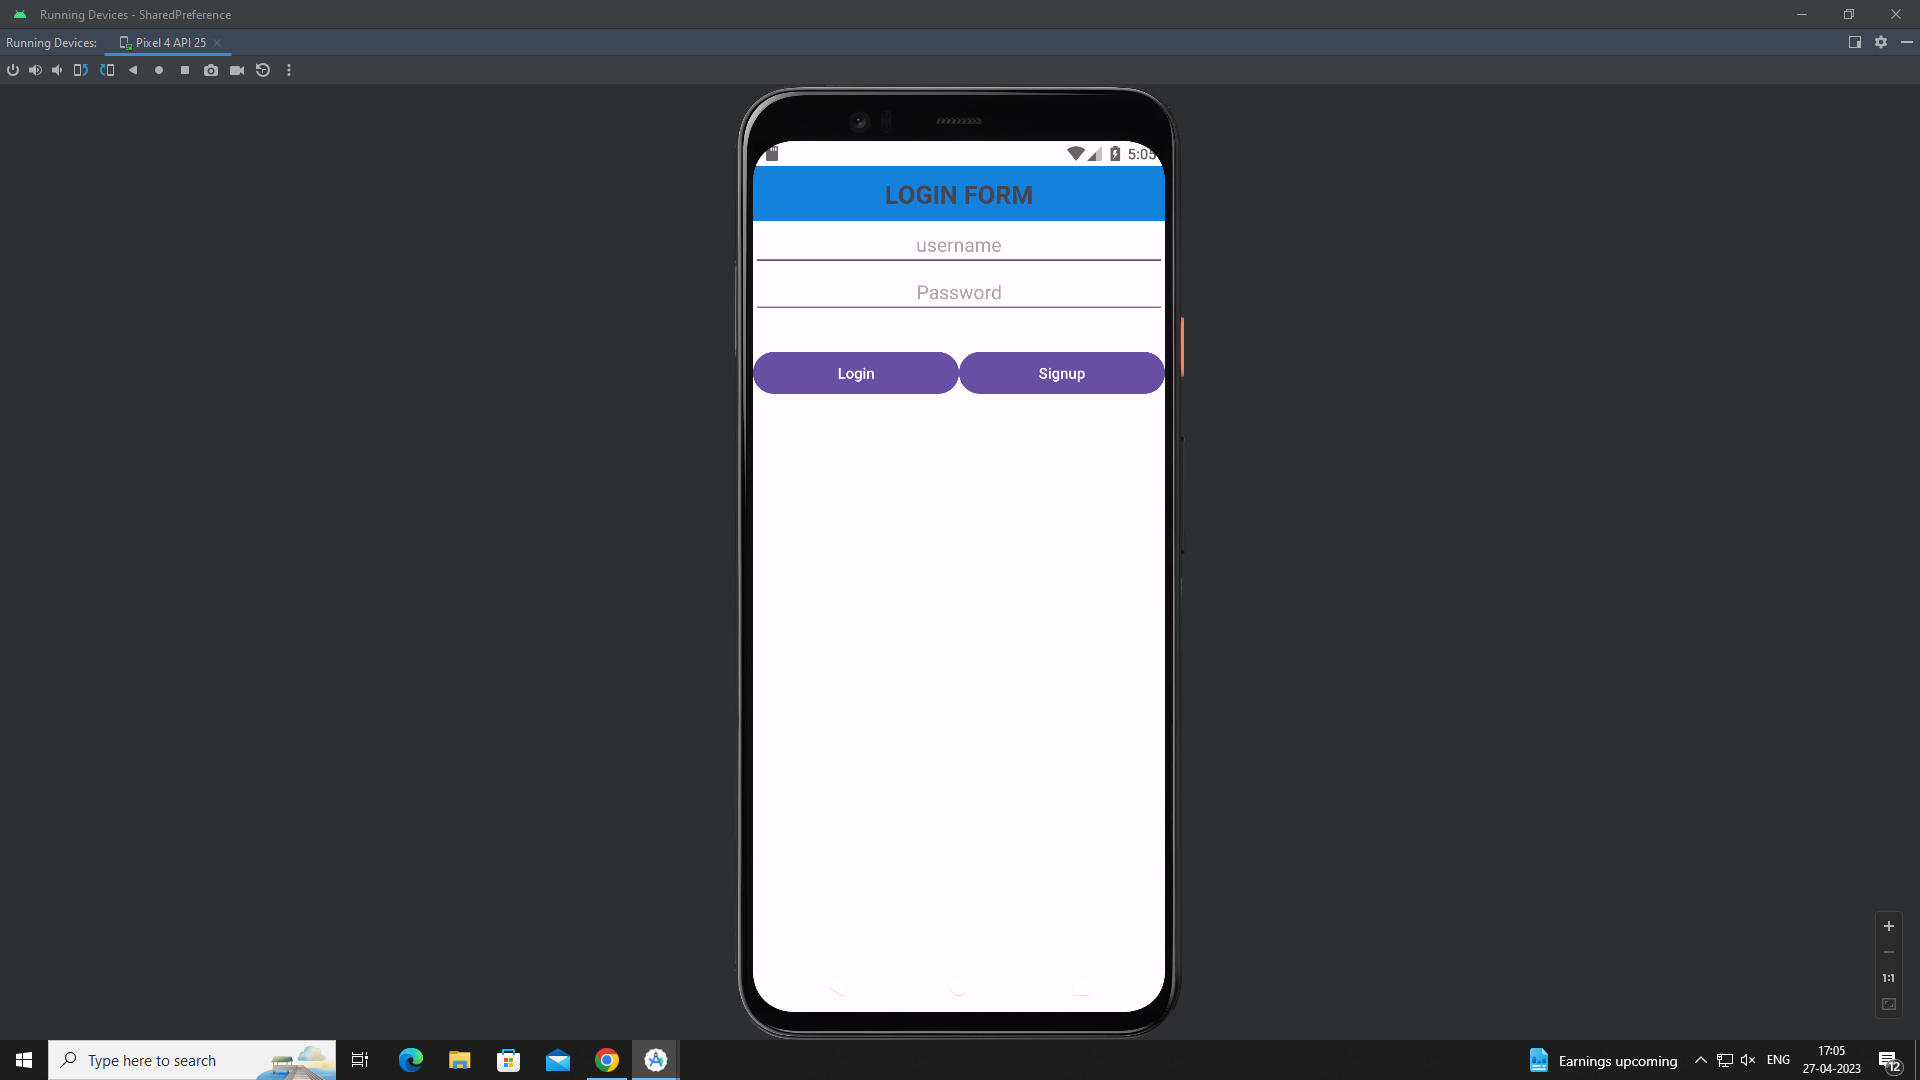 Running Devices - SharedPreference
Running Devices:
Pixel 4 API 25
5:05
LOGIN FORM
username
Password
Login
Signup
1:1
Type here to search
Earnings upcoming
ENG
17:05
27-04-2023
12